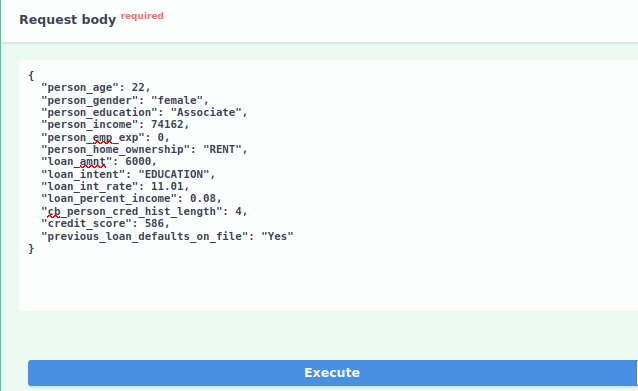 Request body required
{
  "person_age": 22,
  "person_gender": "female",
  "person_education": "Associate",
  "person_income": 74162,
  "person_emp_exp": 0,
  "person_home_ownership": "RENT",
  "loan_amnt": 6000,
  "loan_intent": "EDUCATION",
  "loan_int_rate": 11.01,
  "loan_percent_income": 0.08,
  "cb_person_cred_hist_length": 4,
  "credit_score": 586,
  "previous_loan_defaults_on_file": "Yes"
}
Execute